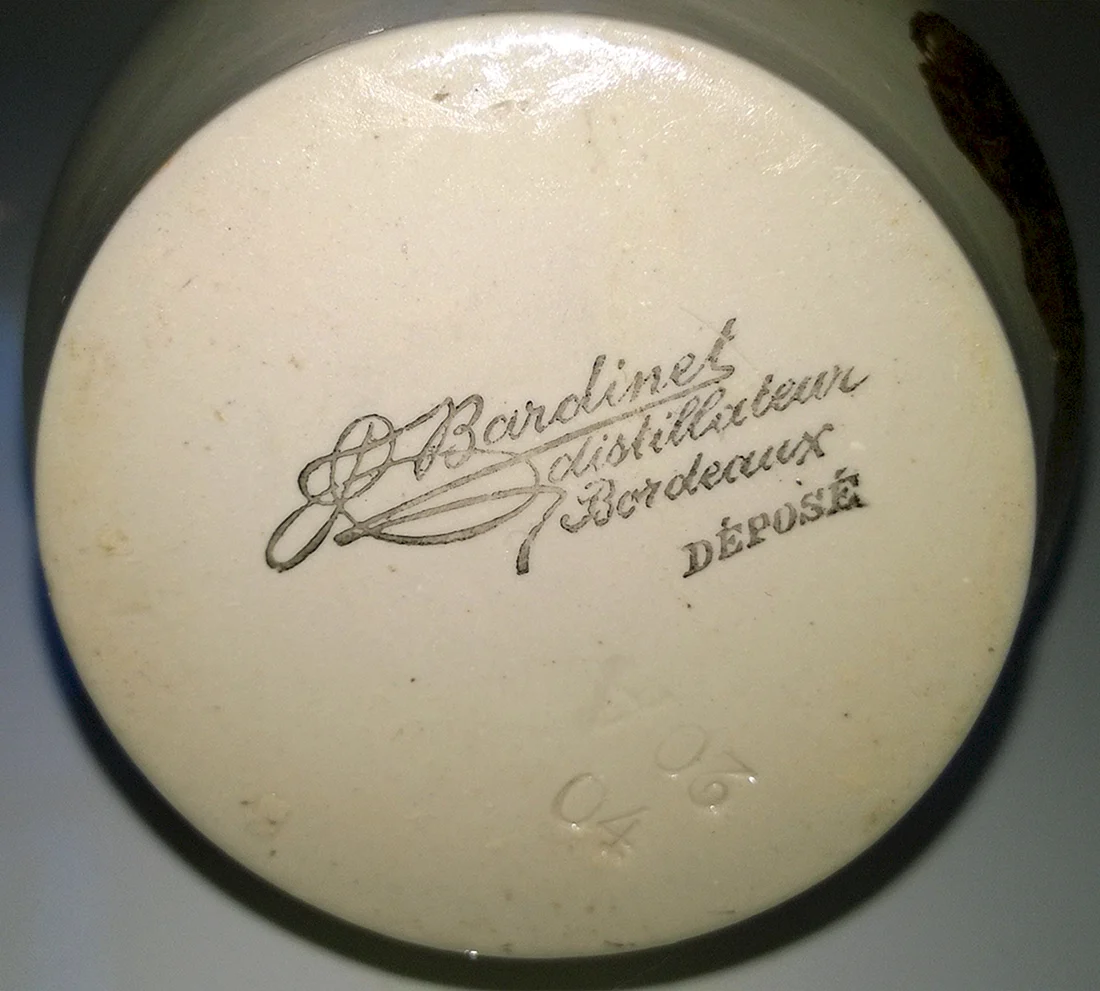 P Bardinet
distillateur
Bordeaux
DÉPOSÉ
20
04